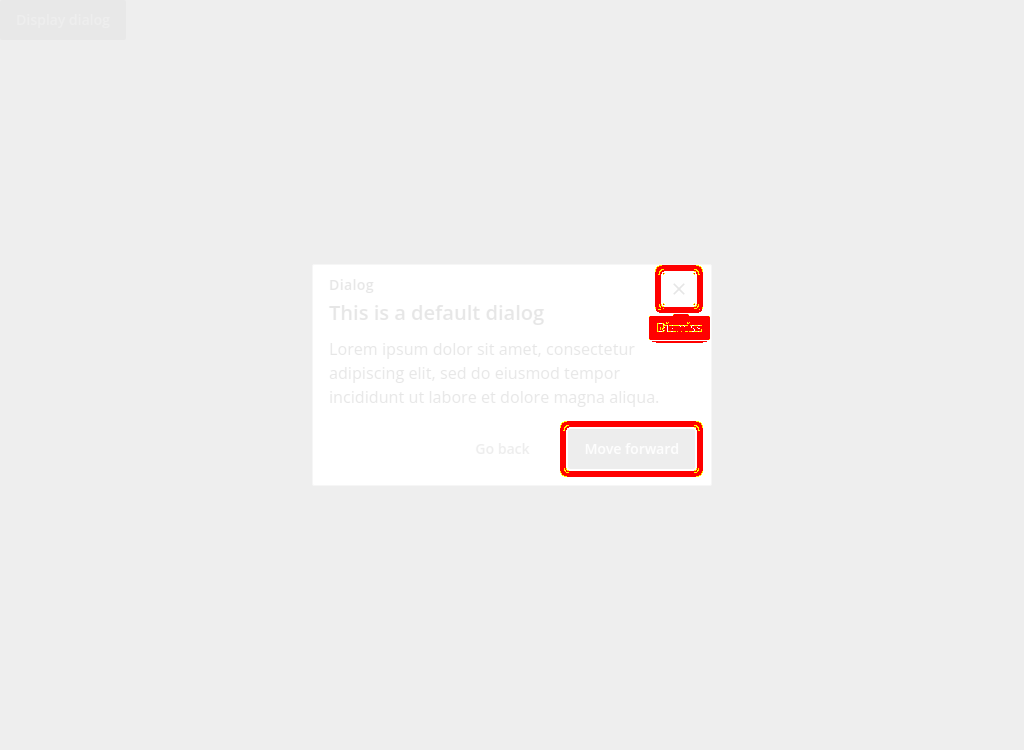 Display dialog
Dialog
This is a default dialog
Dismiss
Lorem ipsum dolor sit amet, consectetur
adipiscing elit, sed do eiusmod tempor
incididunt ut labore et dolore magna aliqua.
Go back
Move forward